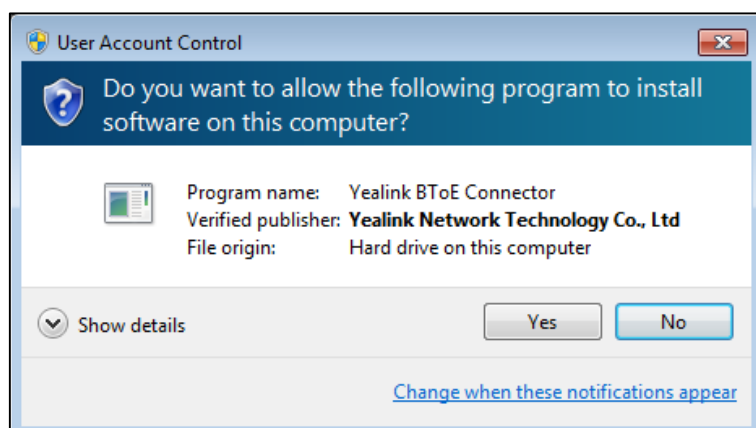 User Account Control
Do you want to allow the following program to install
software on this computer?
Program name: Yealink BToE Connector
Verified publisher: Yealink Network Technology Co., Ltd
File origin: Hard drive on this computer
Show details
Yes
No
Change when these notifications appear